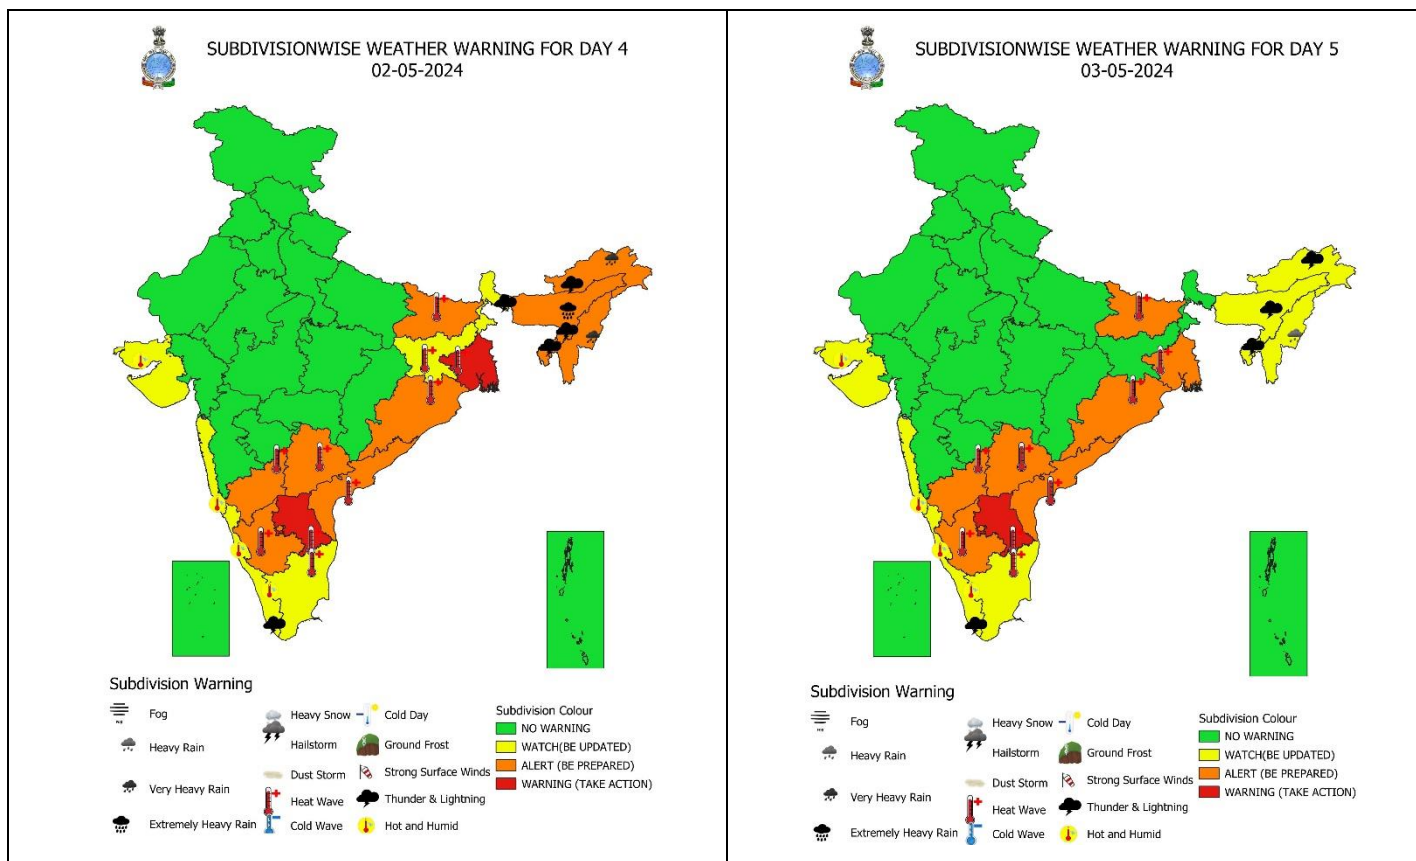 SUBDIVISIONWISE WEATHER WARNING FOR DAY 4
02-05-2024
Subdivision Warning
Fog
Heavy Rain
Very Heavy Rain
Extremely Heavy Rain
Heavy Snow
Hailstorm
Dust Storm
Heat Wave
Cold Wave
Cold Day
Ground Frost
Strong Surface Winds
Thunder & Lightning
Hot and Humid
Subdivision Colour
NO WARNING
WATCH(BE UPDATED)
ALERT (BE PREPARED)
WARNING (TAKE ACTION)
SUBDIVISIONWISE WEATHER WARNING FOR DAY 5
03-05-2024
Subdivision Warning
Fog
Heavy Rain
Very Heavy Rain
Extremely Heavy Rain
Heavy Snow
Hailstorm
Dust Storm
Heat Wave
Cold Wave
Cold Day
Ground Frost
Strong Surface Winds
Thunder & Lightning
Hot and Humid
Subdivision Colour
NO WARNING
WATCH(BE UPDATED)
ALERT (BE PREPARED)
WARNING (TAKE ACTION)